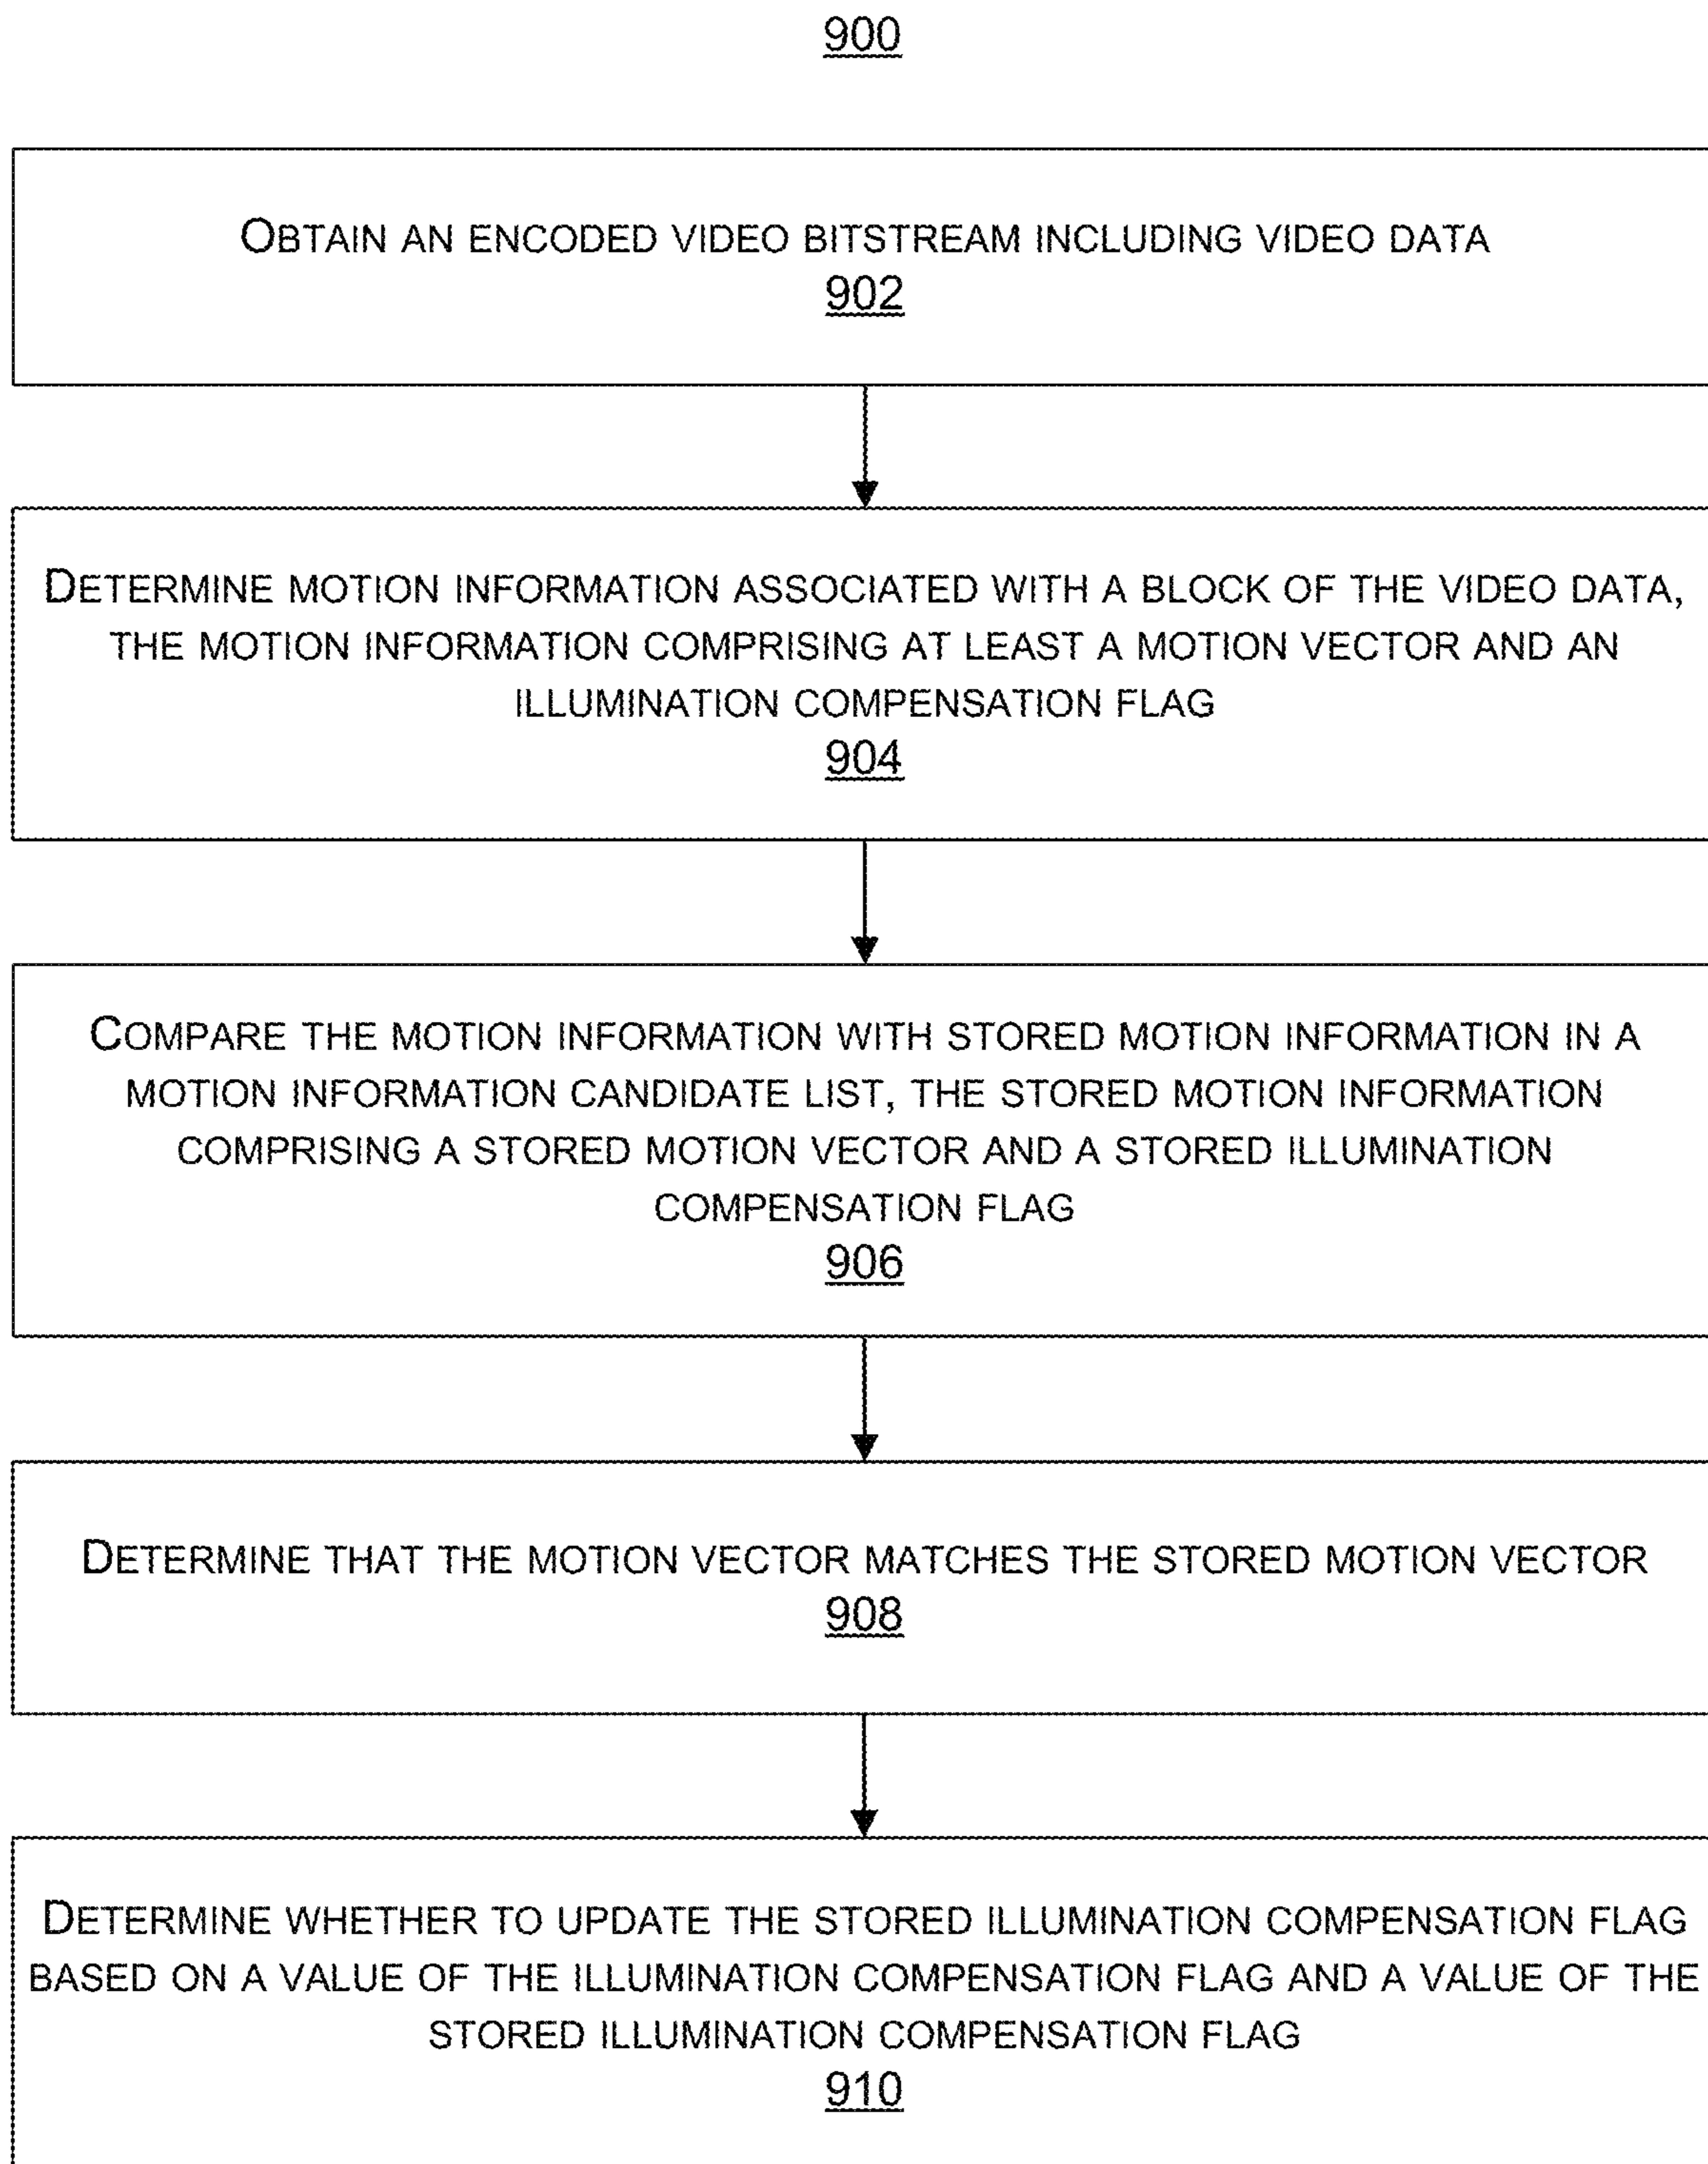 900
OBTAIN AN ENCODED VIDEO BITSTREAM INCLUDING VIDEO DATA
902
DETERMINE MOTION INFORMATION ASSOCIATED WITH A BLOCK OF THE VIDEO DATA,
THE MOTION INFORMATION COMPRISING AT LEAST A MOTION VECTOR AND AN
ILLUMINATION COMPENSATION FLAG
904
COMPARE THE MOTION INFORMATION WITH STORED MOTION INFORMATION IN A
MOTION INFORMATION CANDIDATE LIST, THE STORED MOTION INFORMATION
COMPRISING A STORED MOTION VECTOR AND A STORED ILLUMINATION
COMPENSATION FLAG
906
DETERMINE THAT THE MOTION VECTOR MATCHES THE STORED MOTION VECTOR
908
DETERMINE WHETHER TO UPDATE THE STORED ILLUMINATION COMPENSATION FLAG
BASED ON A VALUE OF THE ILLUMINATION COMPENSATION FLAG AND A VALUE OF THE
STORED ILLUMINATION COMPENSATION FLAG
910